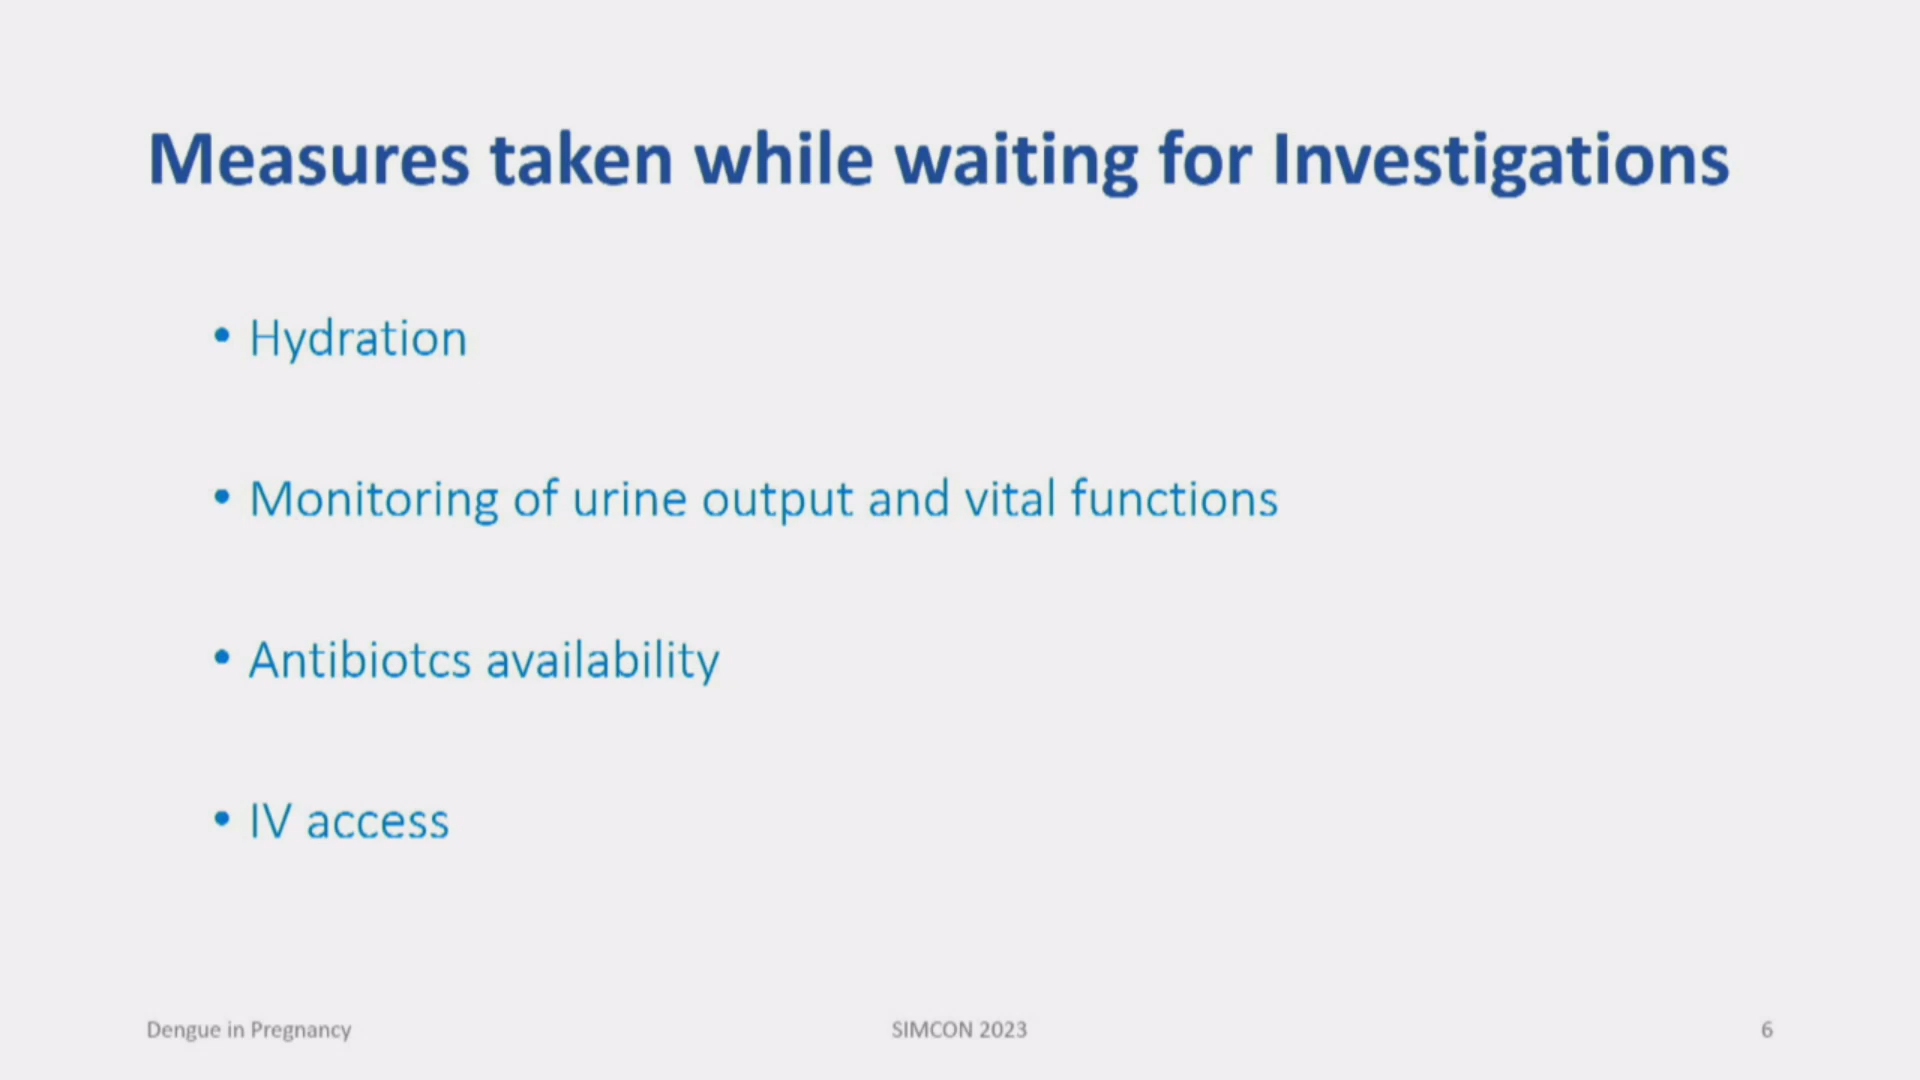 Measures taken while waiting for Investigations
• Hydration
• Monitoring of urine output and vital functions
• Antibiotcs availability
• IV access
Dengue in Pregnancy
SIMCON 2023
6